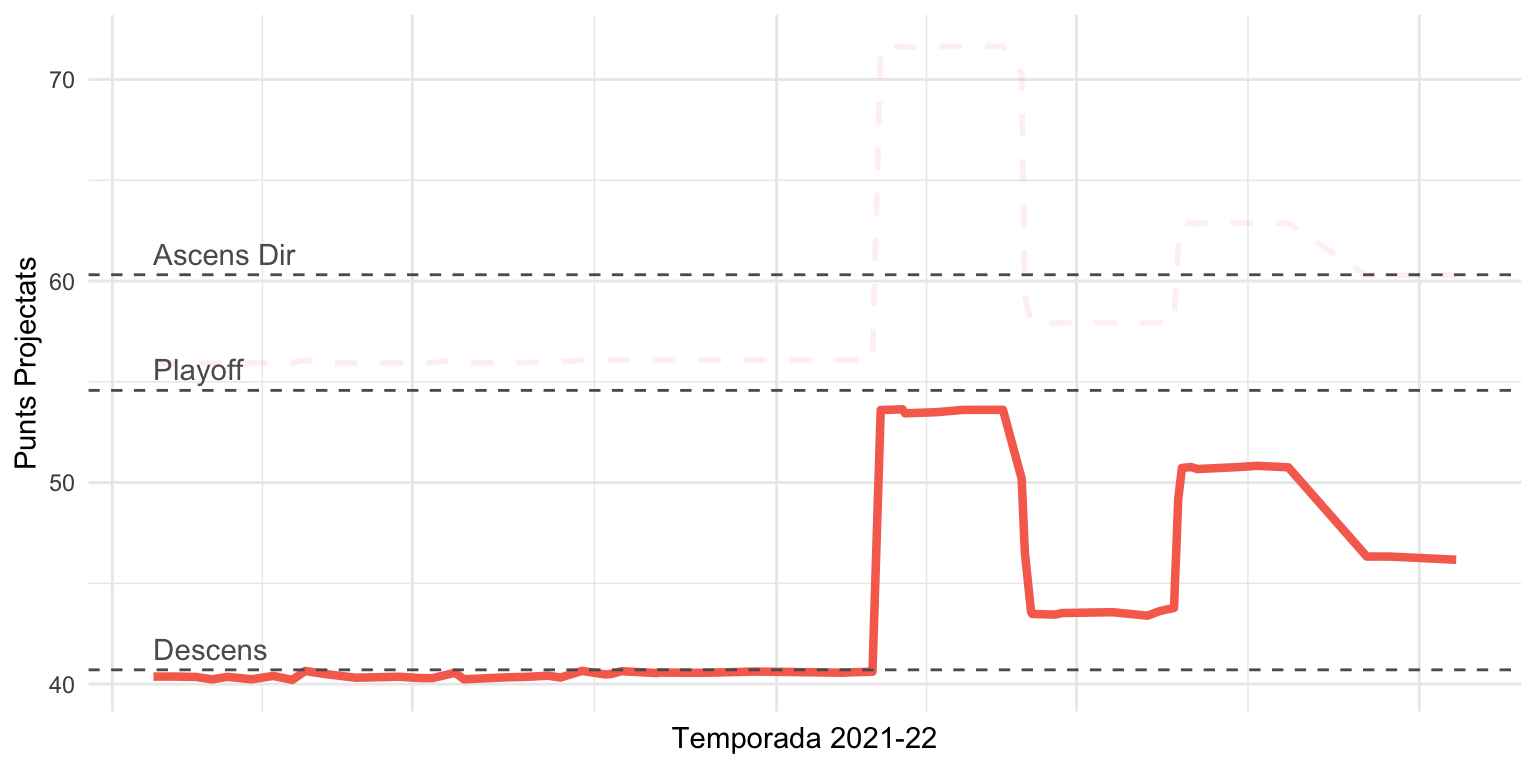 70
Ascens Dir
60
Playoff
50
Descens
40
Punts Projectats
Temporada 2021-22